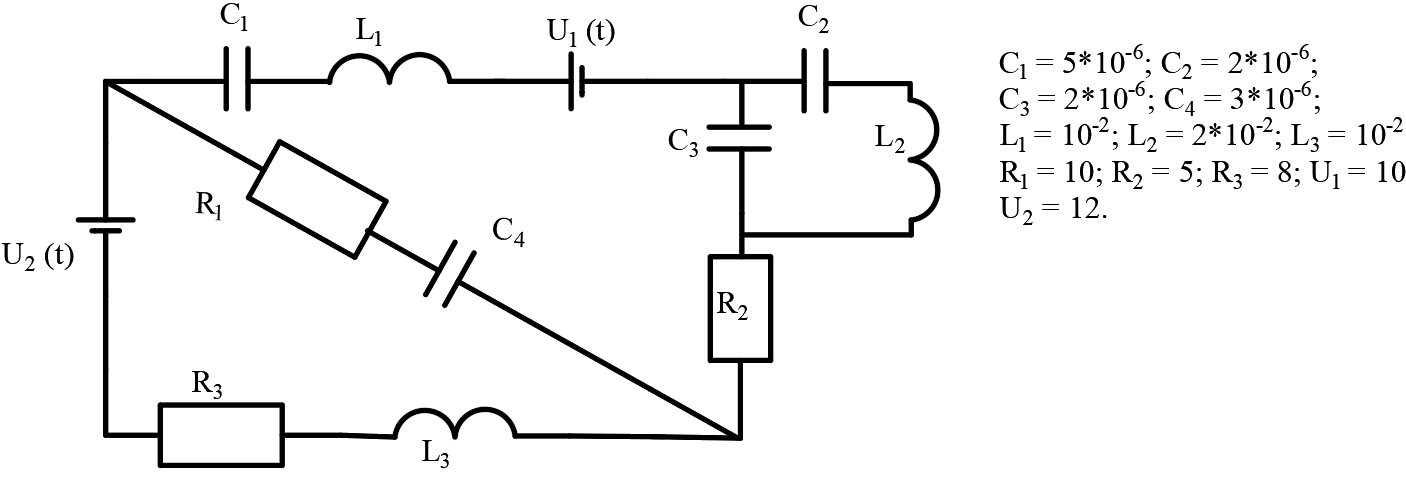 C₁
L₁
U₁ (t)
C₂
C₃
L₂
R₁
C₄
U₂ (t)
R₂
R₃
L₃
C₁ = 5*10⁻⁶; C₂ = 2*10⁻⁶;
C₃ = 2*10⁻⁶; C₄ = 3*10⁻⁶;
L₁ = 10⁻²; L₂ = 2*10⁻²; L₃ = 10⁻²
R₁ = 10; R₂ = 5; R₃ = 8; U₁ = 10
U₂ = 12.